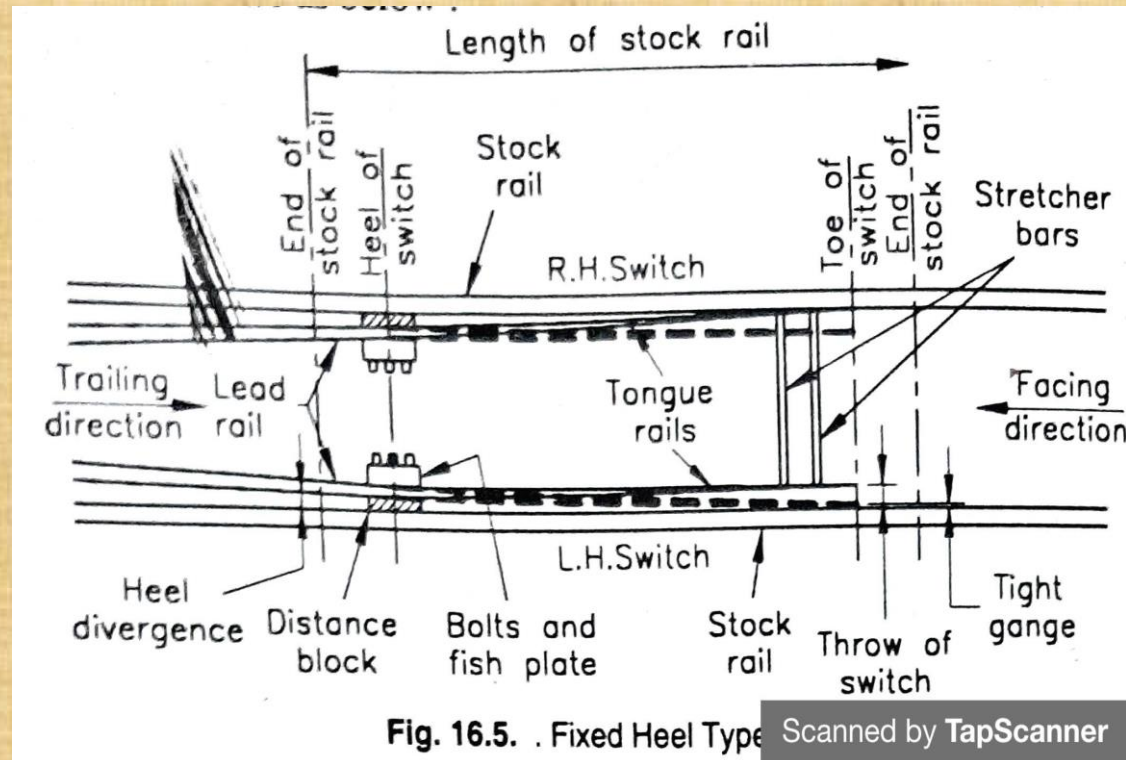 as below :
Length of stock rail
End of
stock rail
Heel of
switch
Stock
rail
Toe of
switch
End of
stock rail
Stretcher
bars
R.H.Switch
Trailing
direction
Lead
rail
Tongue
rails
Facing
direction
L.H.Switch
Heel
divergence
Distance
block
Bolts and
fish plate
Stock
rail
Throw of
switch
Tight
gange
Fig. 16.5. . Fixed Heel Type
Scanned by TapScanner